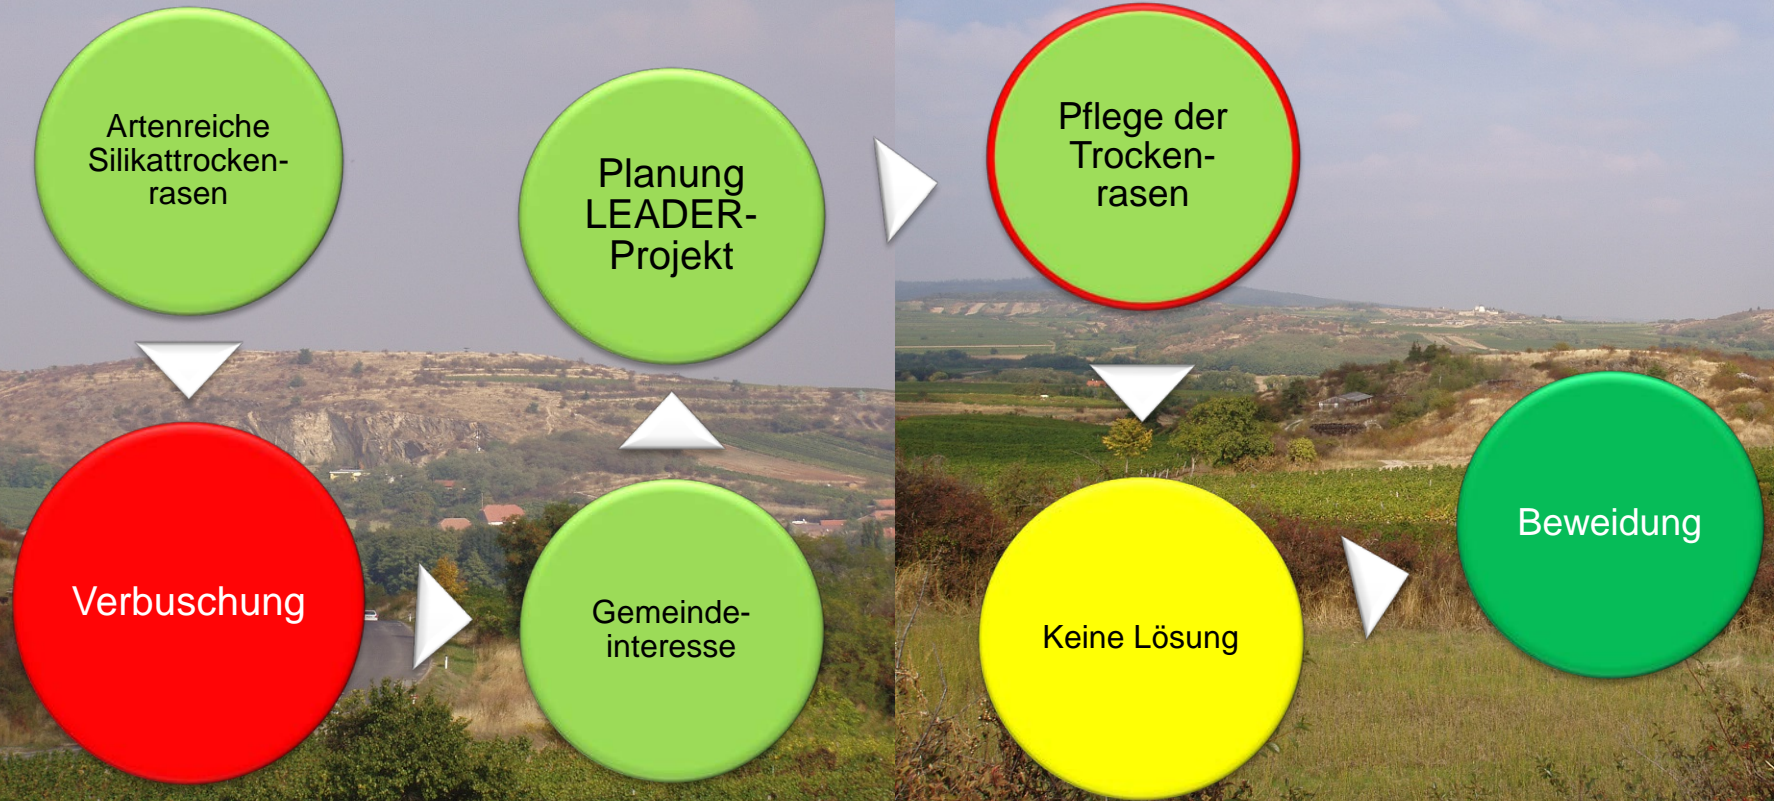 Artenreiche
Silikattrocken-
rasen
Verbuschung
Gemeinde-
interesse
Planung
LEADER-
Projekt
Pflege der
Trocken-
rasen
Keine Lösung
Beweidung